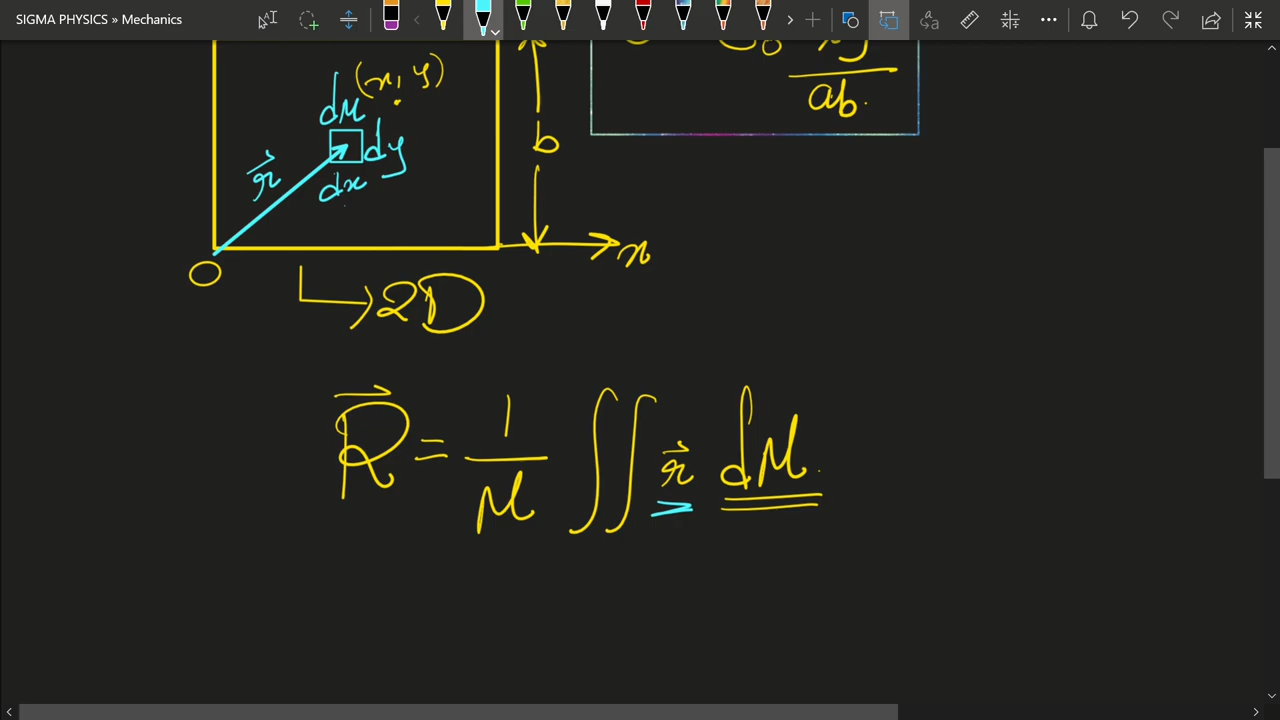 SIGMA PHYSICS » Mechanics
(x, y)
dM
dy
dx
r⃗
b
ab.
x
O
2D
R⃗ = 1/M ∬ r⃗ dM.